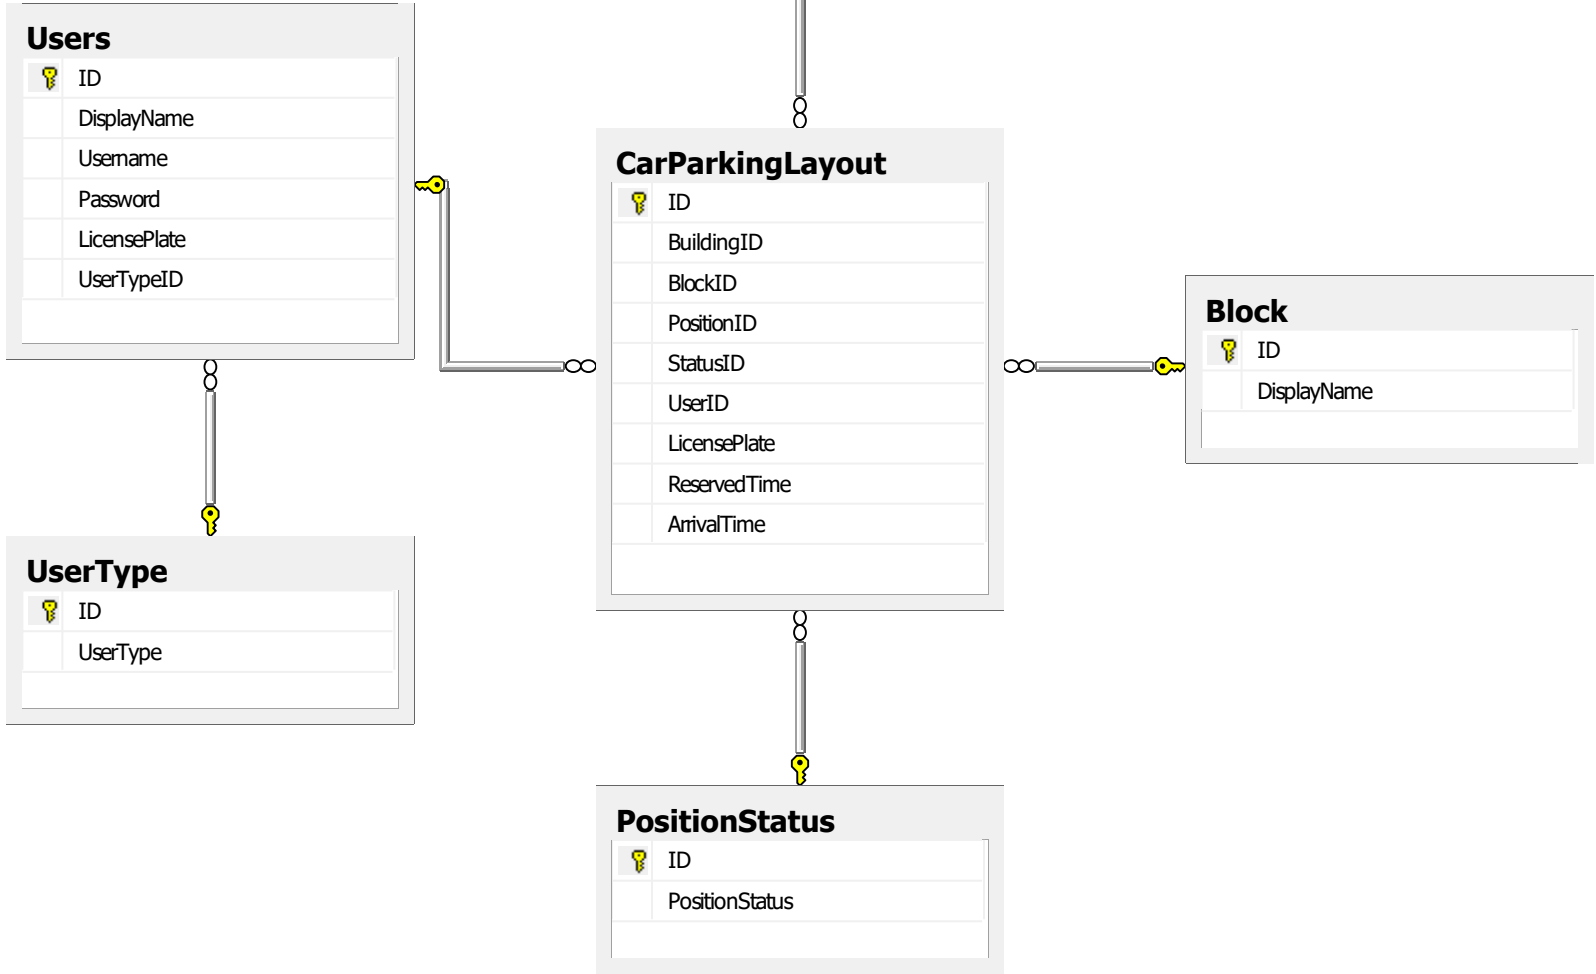 Users
ID
DisplayName
Username
Password
LicensePlate
UserTypeID
UserType
ID
UserType
CarParkingLayout
ID
BuildingID
BlockID
PositionID
StatusID
UserID
LicensePlate
ReservedTime
ArrivalTime
PositionStatus
ID
PositionStatus
Block
ID
DisplayName